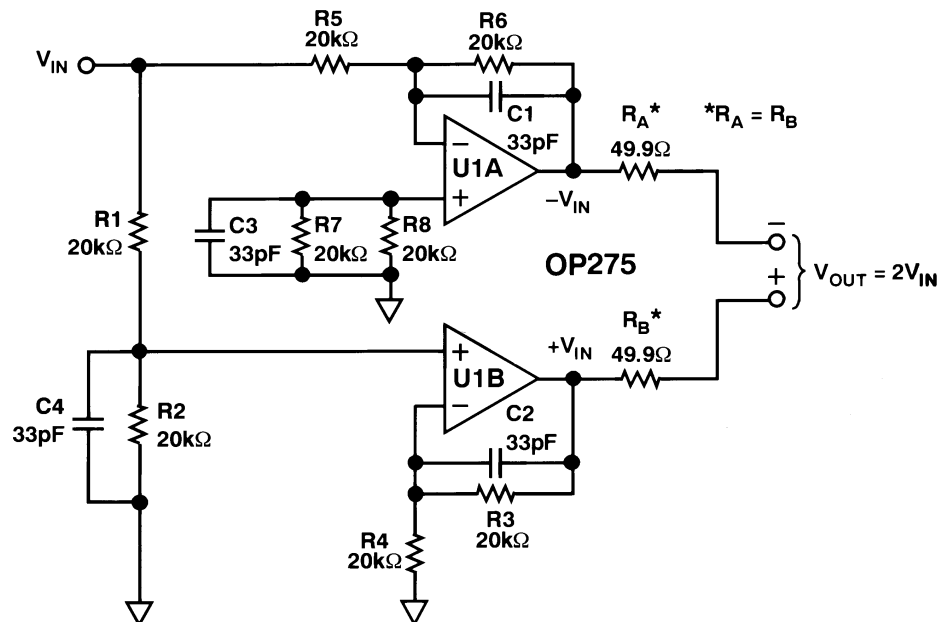 R5
20kΩ
R6
20kΩ
V_IN
C1
33pF
R_A*
49.9Ω
*R_A = R_B
−
U1A
+
−V_IN
R1
20kΩ
C3
33pF
R7
20kΩ
R8
20kΩ
OP275
−
+
V_OUT = 2V_IN
R_B*
49.9Ω
+V_IN
+
U1B
−
C4
33pF
R2
20kΩ
C2
33pF
R3
20kΩ
R4
20kΩ